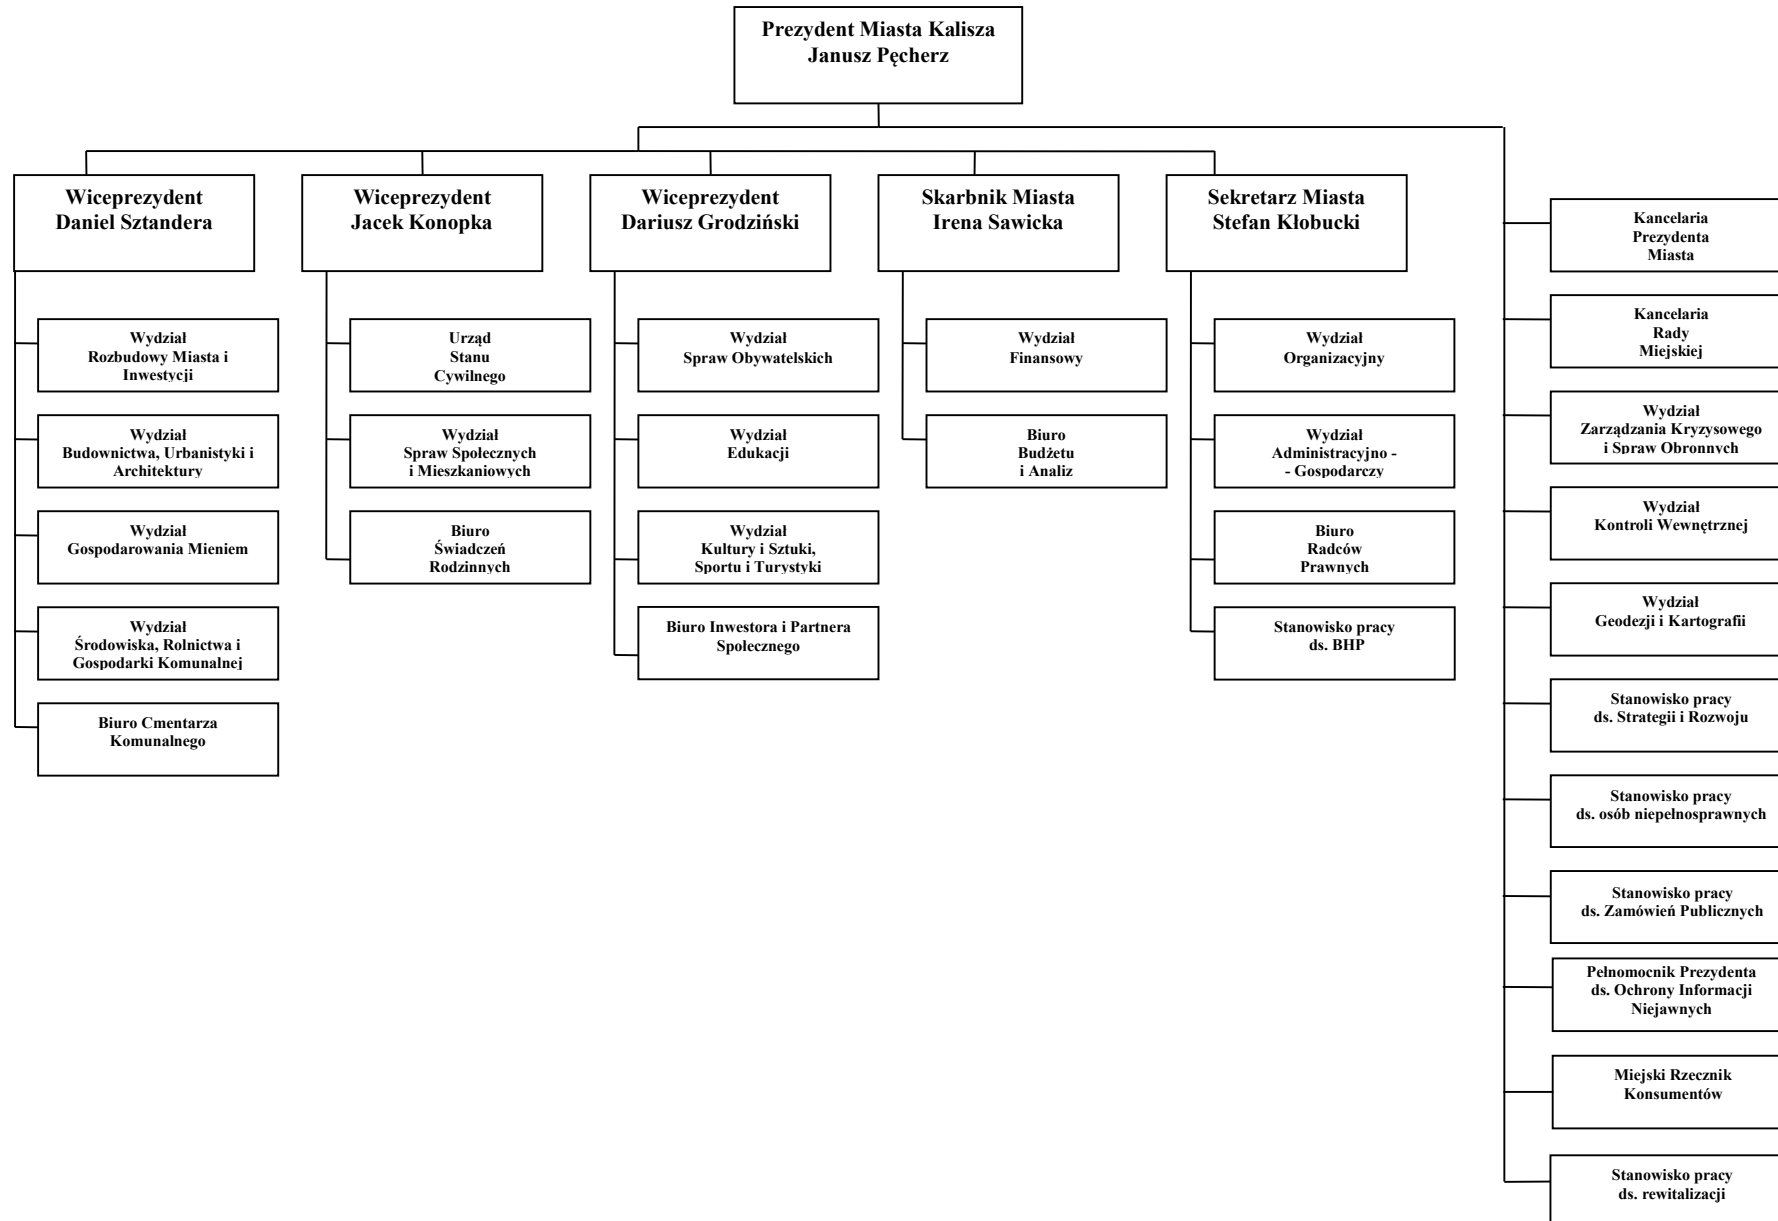 Prezydent Miasta Kalisza
Janusz Pęcherz
Wiceprezydent
Daniel Sztandera
Wiceprezydent
Jacek Konopka
Wiceprezydent
Dariusz Grodziński
Skarbnik Miasta
Irena Sawicka
Sekretarz Miasta
Stefan Kłobucki
Wydział
Rozbudowy Miasta i
Inwestycji
Wydział
Budownictwa, Urbanistyki i
Architektury
Wydział
Gospodarowania Mieniem
Wydział
Środowiska, Rolnictwa i
Gospodarki Komunalnej
Biuro Cmentarza
Komunalnego
Urząd
Stanu
Cywilnego
Wydział
Spraw Społecznych
i Mieszkaniowych
Biuro
Świadczeń
Rodzinnych
Wydział
Spraw Obywatelskich
Wydział
Edukacji
Wydział
Kultury i Sztuki,
Sportu i Turystyki
Biuro Inwestora i Partnera
Społecznego
Wydział
Finansowy
Biuro
Budżetu
i Analiz
Wydział
Organizacyjny
Wydział
Administracyjno -
- Gospodarczy
Biuro
Radców
Prawnych
Stanowisko pracy
ds. BHP
Kancelaria
Prezydenta
Miasta
Kancelaria
Rady
Miejskiej
Wydział
Zarządzania Kryzysowego
i Spraw Obronnych
Wydział
Kontroli Wewnętrznej
Wydział
Geodezji i Kartografii
Stanowisko pracy
ds. Strategii i Rozwoju
Stanowisko pracy
ds. osób niepełnosprawnych
Stanowisko pracy
ds. Zamówień Publicznych
Pełnomocnik Prezydenta
ds. Ochrony Informacji
Niejawnych
Miejski Rzecznik
Konsumentów
Stanowisko pracy
ds. rewitalizacji